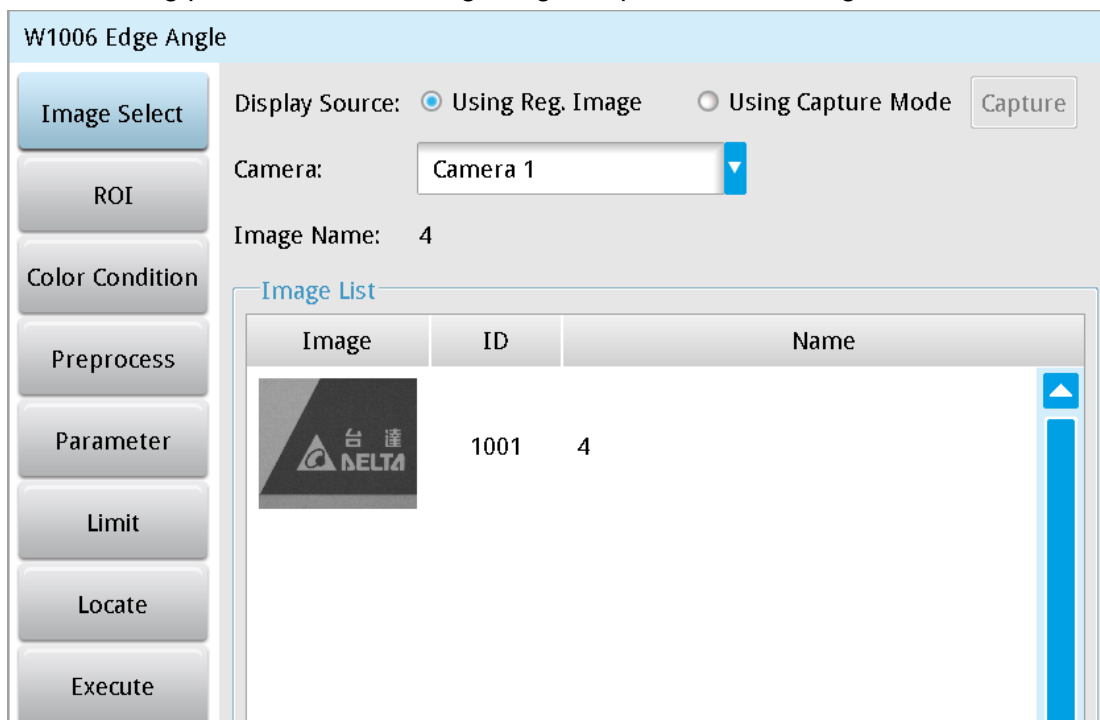 W1006 Edge Angle
Image Select
Display Source: Using Reg. Image Using Capture Mode Capture
ROI
Camera: Camera 1
Image Name: 4
Color Condition
Image List
Image ID Name
Preprocess
台 達
DELTA
1001 4
Parameter
Limit
Locate
Execute